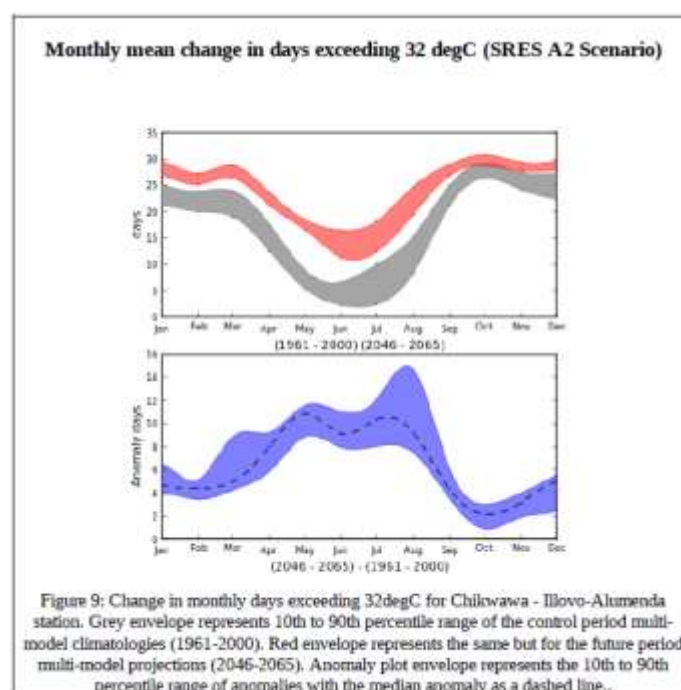 Monthly mean change in days exceeding 32 degC (SRES A2 Scenario)
35
30
25
20
15
10
5
0
days
Jan Feb Mar Apr May Jun Jul Aug Sep Oct Nov Dec
(1961 - 2000) (2046 - 2065)
16
14
12
10
8
6
4
2
0
Anomaly days
Jan Feb Mar Apr May Jun Jul Aug Sep Oct Nov Dec
(2046 - 2065) - (1961 - 2000)
Figure 9: Change in monthly days exceeding 32degC for Chikwawa - Illovo-Alumenda
station. Grey envelope represents 10th to 90th percentile range of the control period multi-
model climatologies (1961-2000). Red envelope represents the same but for the future period
multi-model projections (2046-2065). Anomaly plot envelope represents the 10th to 90th
percentile range of anomalies with the median anomaly as a dashed line..